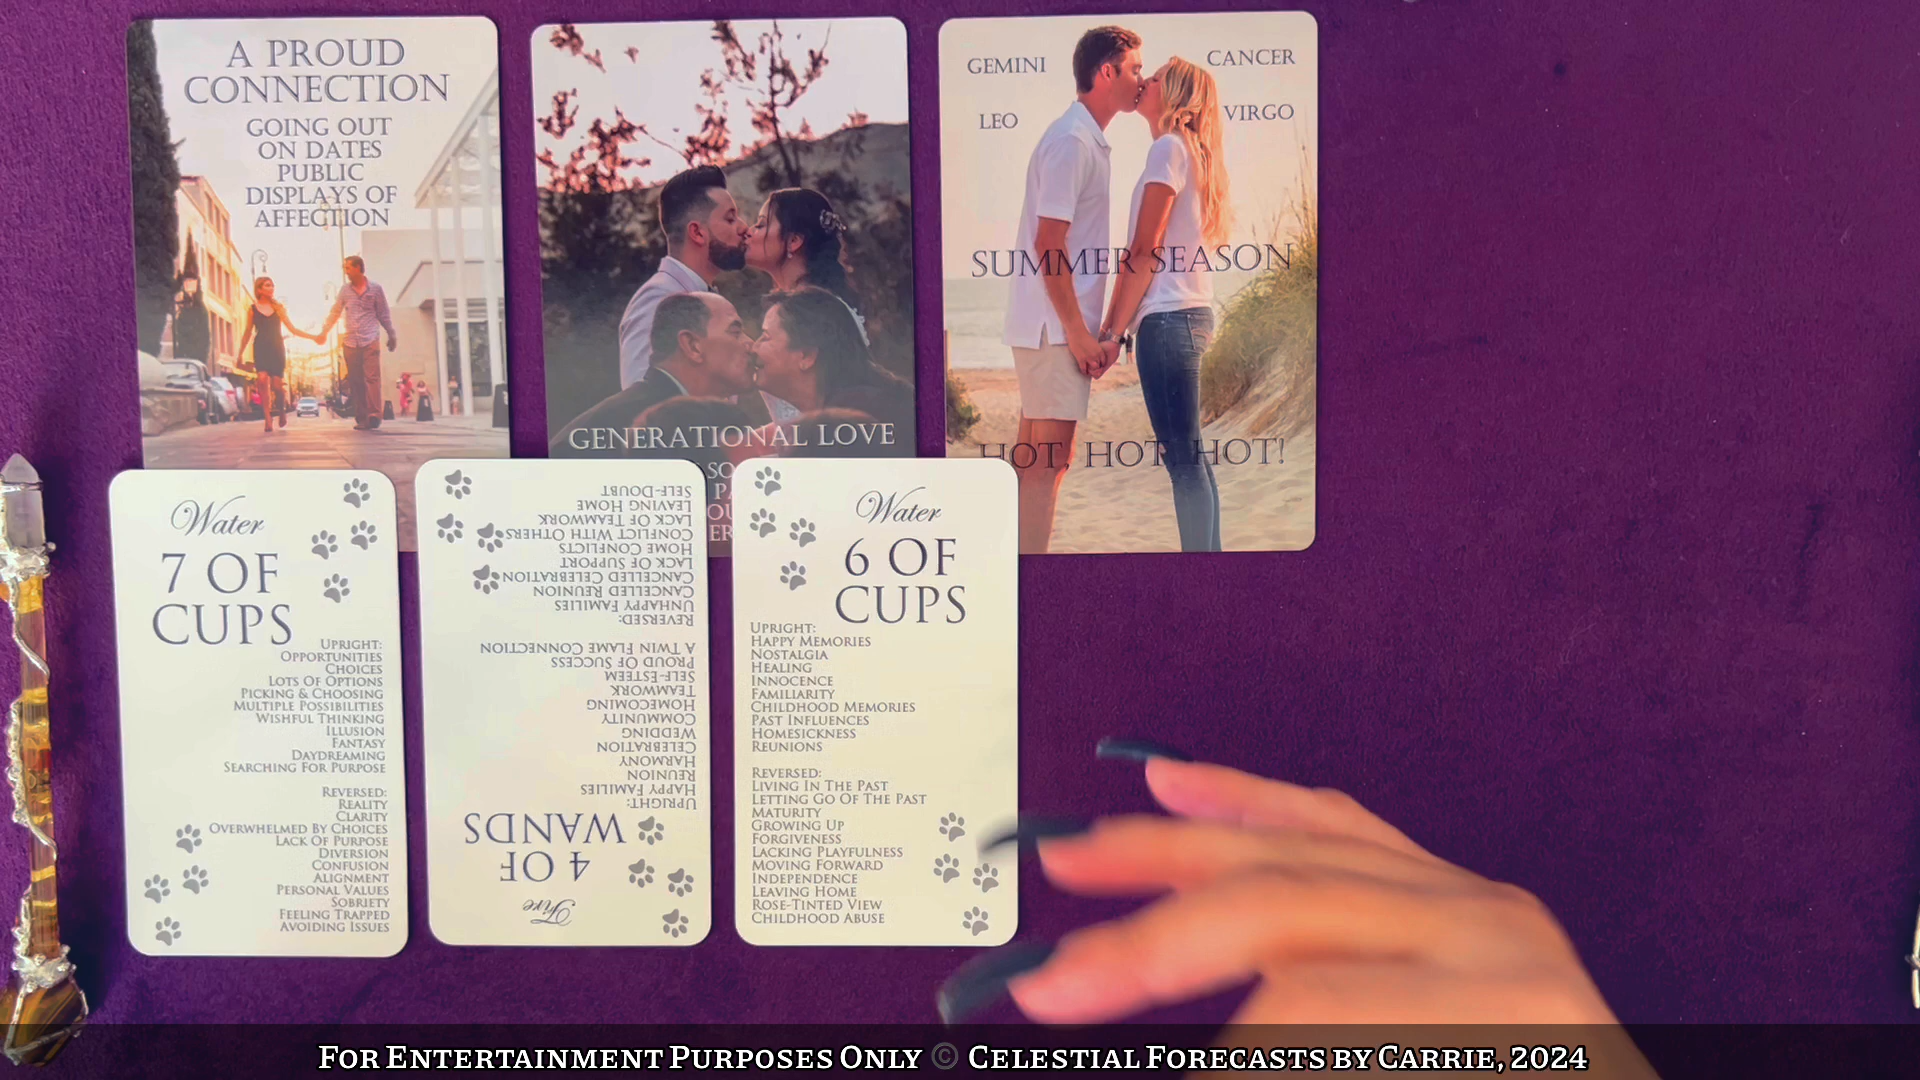 A PROUD
CONNECTION
GOING OUT
ON DATES
PUBLIC
DISPLAYS OF
AFFECTION
GENERATIONAL LOVE
SO
PA
OU
ER
GEMINI
CANCER
LEO
VIRGO
SUMMER SEASON
HOT, HOT, HOT!
Water
7 OF
CUPS
UPRIGHT:
OPPORTUNITIES
CHOICES
LOTS OF OPTIONS
PICKING & CHOOSING
MULTIPLE POSSIBILITIES
WISHFUL THINKING
ILLUSION
FANTASY
DAYDREAMING
SEARCHING FOR PURPOSE
REVERSED:
REALITY
CLARITY
OVERWHELMED BY CHOICES
LACK OF PURPOSE
DIVERSION
CONFUSION
ALIGNMENT
PERSONAL VALUES
SOBRIETY
FEELING TRAPPED
AVOIDING ISSUES
Fire
4 OF
WANDS
UPRIGHT:
HAPPY FAMILIES
REUNION
HARMONY
CELEBRATION
WEDDING
COMMUNITY
HOMECOMING
TEAMWORK
SELF-ESTEEM
PROUD OF SUCCESS
A TWIN FLAME CONNECTION
REVERSED:
UNHAPPY FAMILIES
CANCELLED REUNION
CANCELLED CELEBRATION
LACK OF SUPPORT
HOME CONFLICTS
CONFLICT WITH OTHERS
LACK OF TEAMWORK
LEAVING HOME
SELF-DOUBT
Water
6 OF
CUPS
UPRIGHT:
HAPPY MEMORIES
NOSTALGIA
HEALING
INNOCENCE
FAMILIARITY
CHILDHOOD MEMORIES
PAST INFLUENCES
HOMESICKNESS
REUNIONS
REVERSED:
LIVING IN THE PAST
LETTING GO OF THE PAST
MATURITY
GROWING UP
FORGIVENESS
LACKING PLAYFULNESS
MOVING FORWARD
INDEPENDENCE
LEAVING HOME
ROSE-TINTED VIEW
CHILDHOOD ABUSE
FOR ENTERTAINMENT PURPOSES ONLY © CELESTIAL FORECASTS BY CARRIE, 2024